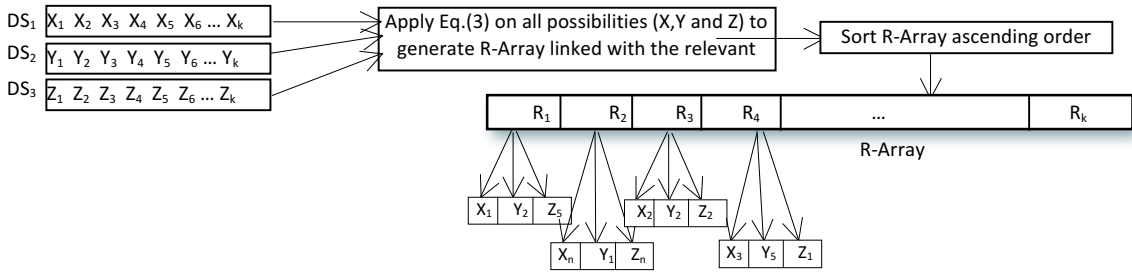 DS₁ X₁ X₂ X₃ X₄ X₅ X₆ ... Xₖ
DS₂ Y₁ Y₂ Y₃ Y₄ Y₅ Y₆ ... Yₖ
DS₃ Z₁ Z₂ Z₃ Z₄ Z₅ Z₆ ... Zₖ
Apply Eq.(3) on all possibilities (X,Y and Z) to
generate R-Array linked with the relevant
Sort R-Array ascending order
R₁ R₂ R₃ R₄ ... Rₖ
R-Array
X₁ Y₂ Z₅
X₂ Y₂ Z₂
Xₙ Y₁ Zₙ
X₃ Y₅ Z₁